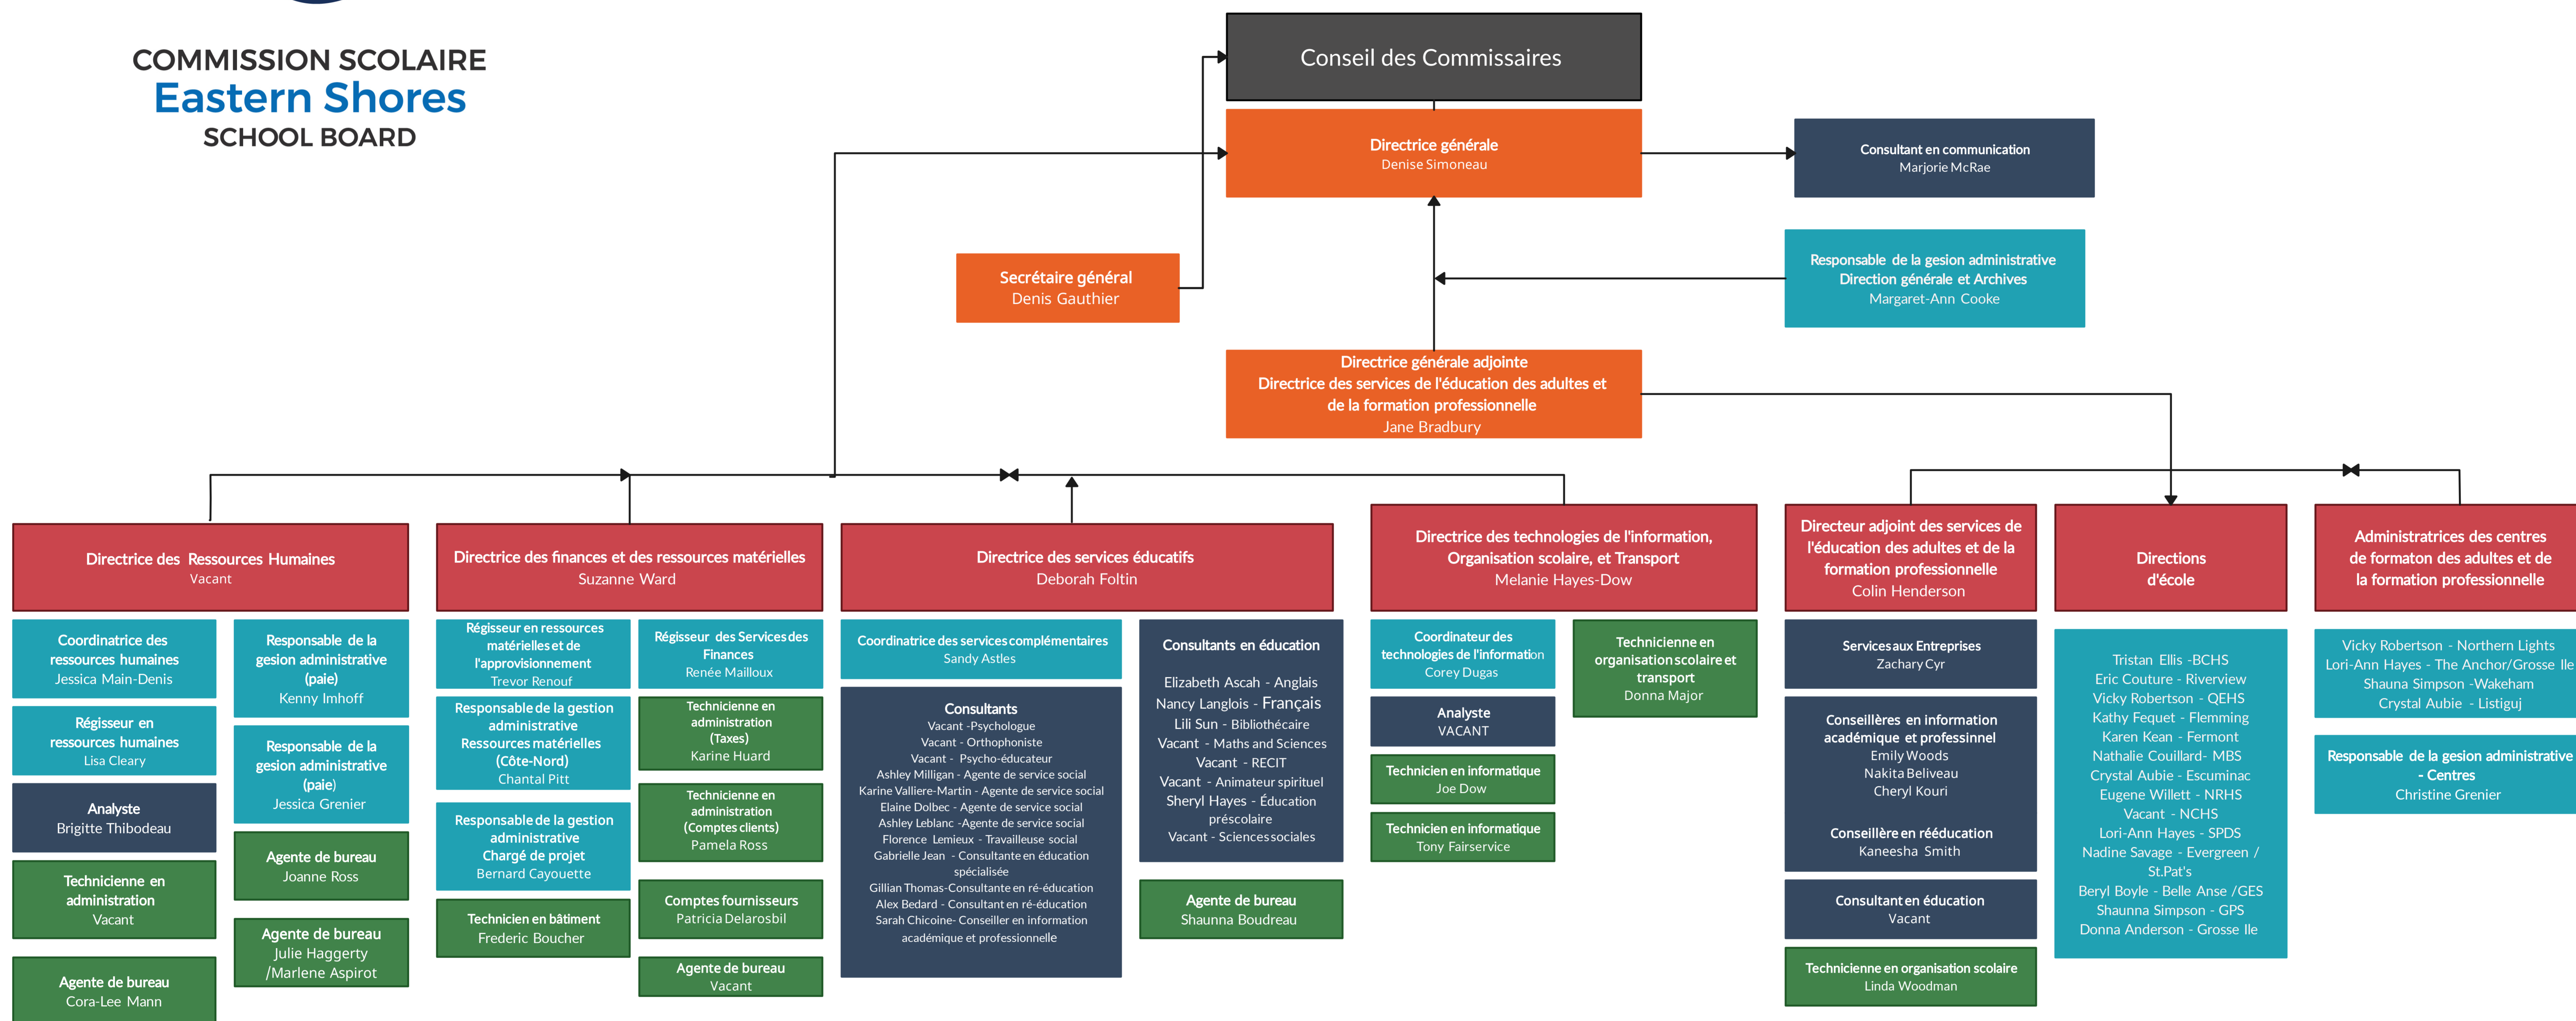 COMMISSION SCOLAIRE
Eastern Shores
SCHOOL BOARD
Conseil des Commissaires
Directrice générale
Denise Simoneau
Consultant en communication
Marjorie McRae
Secrétaire général
Denis Gauthier
Responsable de la gesion administrative
Direction générale et Archives
Margaret-Ann Cooke
Directrice générale adjointe
Directrice des services de l'éducation des adultes et
de la formation professionnelle
Jane Bradbury
Directrice des Ressources Humaines
Vacant
Coordinatrice des
ressources humaines
Jessica Main-Denis
Régisseur en
ressources humaines
Lisa Cleary
Analyste
Brigitte Thibodeau
Technicienne en
administration
Vacant
Agente de bureau
Cora-Lee Mann
Responsable de la
gesion administrative
(paie)
Kenny Imhoff
Responsable de la
gesion administrative
(paie)
Jessica Grenier
Agente de bureau
Joanne Ross
Agente de bureau
Julie Haggerty
/Marlene Aspirot
Directrice des finances et des ressources matérielles
Suzanne Ward
Régisseur en ressources
matérielles et de
l'approvisionnement
Trevor Renouf
Responsable de la gestion
administrative
Ressources matérielles
(Côte-Nord)
Chantal Pitt
Responsable de la gestion
administrative
Chargé de projet
Bernard Cayouette
Technicien en bâtiment
Frederic Boucher
Régisseur des Services des
Finances
Renée Mailloux
Technicienne en
administration
(Taxes)
Karine Huard
Technicienne en
administration
(Comptes clients)
Pamela Ross
Comptes fournisseurs
Patricia Delarosbil
Agente de bureau
Vacant
Directrice des services éducatifs
Deborah Foltin
Coordinatrice des services complémentaires
Sandy Astles
Consultants
Vacant -Psychologue
Vacant - Orthophoniste
Vacant - Psycho-éducateur
Ashley Milligan - Agente de service social
Karine Valliere-Martin - Agente de service social
Elaine Dolbec - Agente de service social
Ashley Leblanc -Agente de service social
Florence Lemieux - Travailleuse social
Gabrielle Jean - Consultante en éducation
spécialisée
Gillian Thomas-Consultante en ré-éducation
Alex Bedard - Consultant en ré-éducation
Sarah Chicoine- Conseiller en information
académique et professionnelle
Consultants en éducation
Elizabeth Ascah - Anglais
Nancy Langlois - Français
Lili Sun - Bibliothécaire
Vacant - Maths and Sciences
Vacant - RECIT
Vacant - Animateur spirituel
Sheryl Hayes - Éducation
préscolaire
Vacant - Sciences sociales
Agente de bureau
Shaunna Boudreau
Directrice des technologies de l'information,
Organisation scolaire, et Transport
Melanie Hayes-Dow
Coordinateur des
technologies de l'information
Corey Dugas
Analyste
VACANT
Technicien en informatique
Joe Dow
Technicien en informatique
Tony Fairservice
Technicienne en
organisation scolaire et
transport
Donna Major
Directeur adjoint des services de
l'éducation des adultes et de la
formation professionnelle
Colin Henderson
Services aux Entreprises
Zachary Cyr
Conseillères en information
académique et professinnel
Emily Woods
Nakita Beliveau
Cheryl Kouri
Conseillère en rééducation
Kaneesha Smith
Consultant en éducation
Vacant
Technicienne en organisation scolaire
Linda Woodman
Directions
d'école
Tristan Ellis -BCHS
Eric Couture - Riverview
Vicky Robertson - QEHS
Kathy Fequet - Flemming
Karen Kean - Fermont
Nathalie Couillard- MBS
Crystal Aubie - Escuminac
Eugene Willett - NRHS
Vacant - NCHS
Lori-Ann Hayes - SPDS
Nadine Savage - Evergreen /
St.Pat's
Beryl Boyle - Belle Anse /GES
Shaunna Simpson - GPS
Donna Anderson - Grosse Ile
Administratrices des centres
de formaton des adultes et de
la formation professionnelle
Vicky Robertson - Northern Lights
Lori-Ann Hayes - The Anchor/Grosse Ile
Shauna Simpson -Wakeham
Crystal Aubie - Listiguj
Responsable de la gesion administrative
- Centres
Christine Grenier